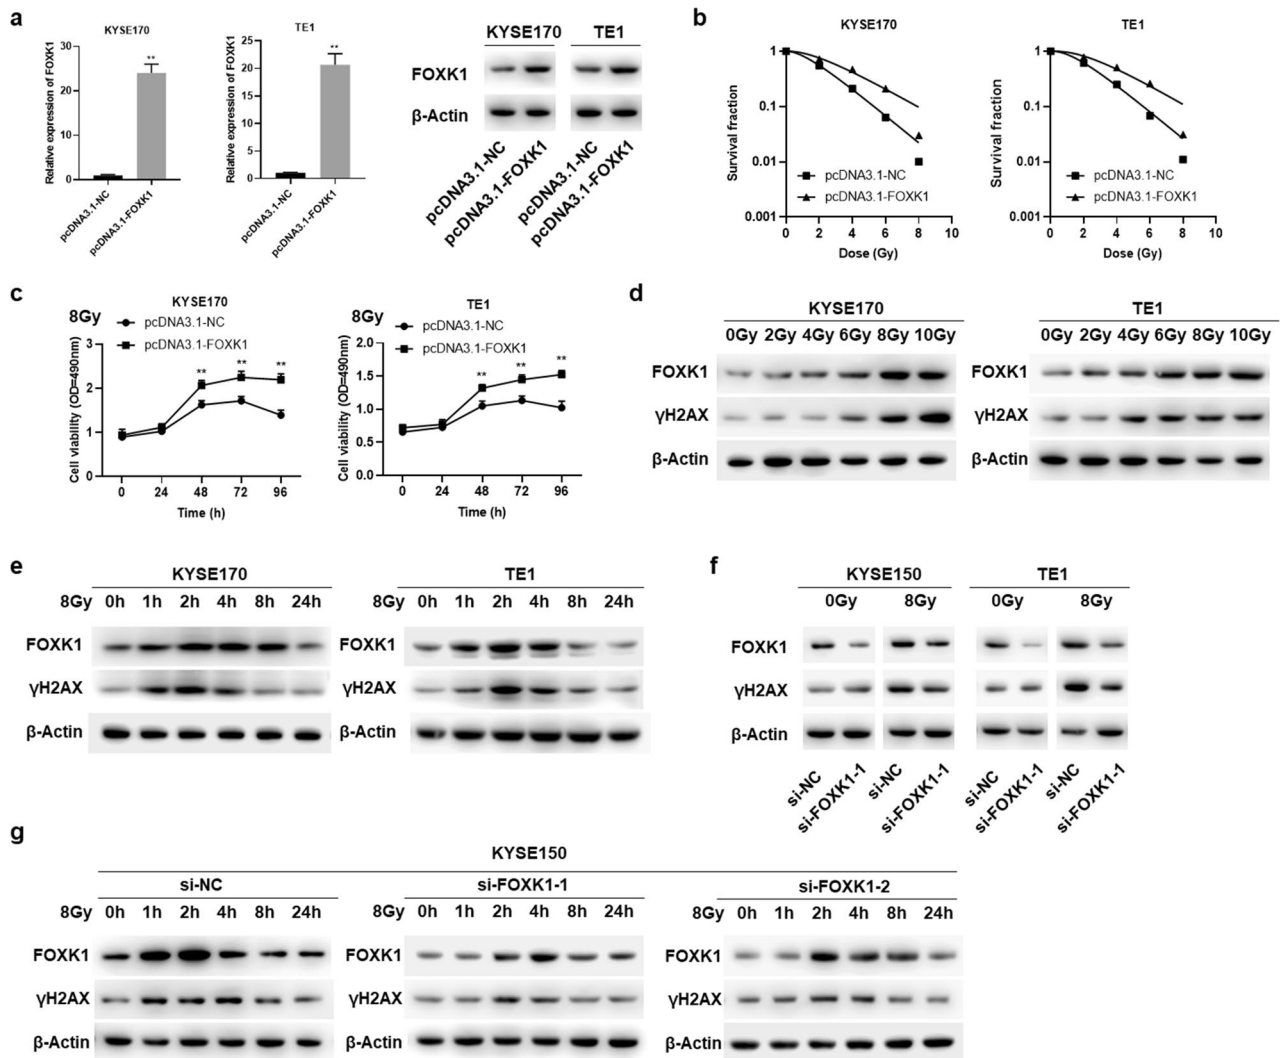 a
KYSE170
Relative expression of FOXK1
30
20
10
0
pcDNA3.1-NC
pcDNA3.1-FOXK1
TE1
Relative expression of FOXK1
25
20
15
10
5
0
**
**
pcDNA3.1-NC
pcDNA3.1-FOXK1
KYSE170 TE1
FOXK1
β-Actin
pcDNA3.1-NC
pcDNA3.1-FOXK1
pcDNA3.1-NC
pcDNA3.1-FOXK1
b
KYSE170
Survival fraction
1
0.1
0.01
0.001
pcDNA3.1-NC
pcDNA3.1-FOXK1
0 2 4 6 8 10
Dose (Gy)
TE1
Survival fraction
1
0.1
0.01
0.001
pcDNA3.1-NC
pcDNA3.1-FOXK1
0 2 4 6 8 10
Dose (Gy)
c
KYSE170
8Gy
pcDNA3.1-NC
pcDNA3.1-FOXK1
Cell viability (OD=490nm)
3
2
1
0
** ** **
0 24 48 72 96
Time (h)
TE1
8Gy
pcDNA3.1-NC
pcDNA3.1-FOXK1
Cell viability (OD=490nm)
2.0
1.5
1.0
0.5
0.0
** ** **
0 24 48 72 96
Time (h)
d
KYSE170
0Gy 2Gy 4Gy 6Gy 8Gy 10Gy
FOXK1
γH2AX
β-Actin
TE1
0Gy 2Gy 4Gy 6Gy 8Gy 10Gy
FOXK1
γH2AX
β-Actin
e
KYSE170
8Gy 0h 1h 2h 4h 8h 24h
FOXK1
γH2AX
β-Actin
TE1
8Gy 0h 1h 2h 4h 8h 24h
FOXK1
γH2AX
β-Actin
f
KYSE150 TE1
0Gy 8Gy 0Gy 8Gy
FOXK1
γH2AX
β-Actin
si-NC
si-FOXK1-1
si-NC
si-FOXK1-1
si-NC
si-FOXK1-1
si-NC
si-FOXK1-1
g
KYSE150
si-NC
8Gy 0h 1h 2h 4h 8h 24h
FOXK1
γH2AX
β-Actin
si-FOXK1-1
8Gy 0h 1h 2h 4h 8h 24h
FOXK1
γH2AX
β-Actin
si-FOXK1-2
8Gy 0h 1h 2h 4h 8h 24h
FOXK1
γH2AX
β-Actin